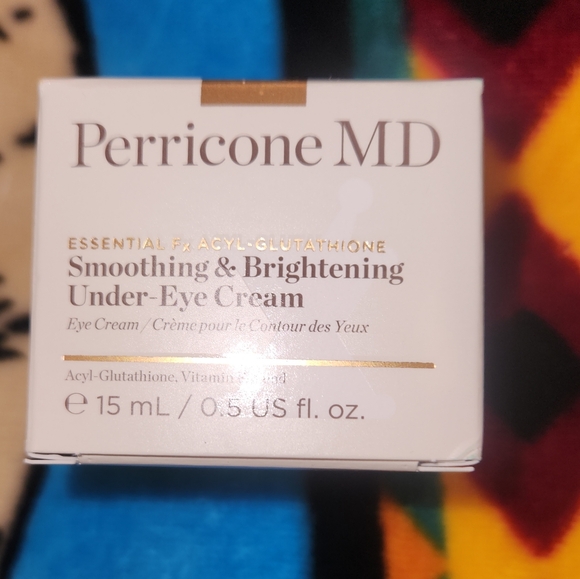 Perricone MD
ESSENTIAL Fx ACYL-GLUTATHIONE
Smoothing & Brightening
Under-Eye Cream
Eye Cream / Crème pour le Contour des Yeux
Acyl-Glutathione, Vitamin
℮ 15 mL / 0.5 US fl. oz.